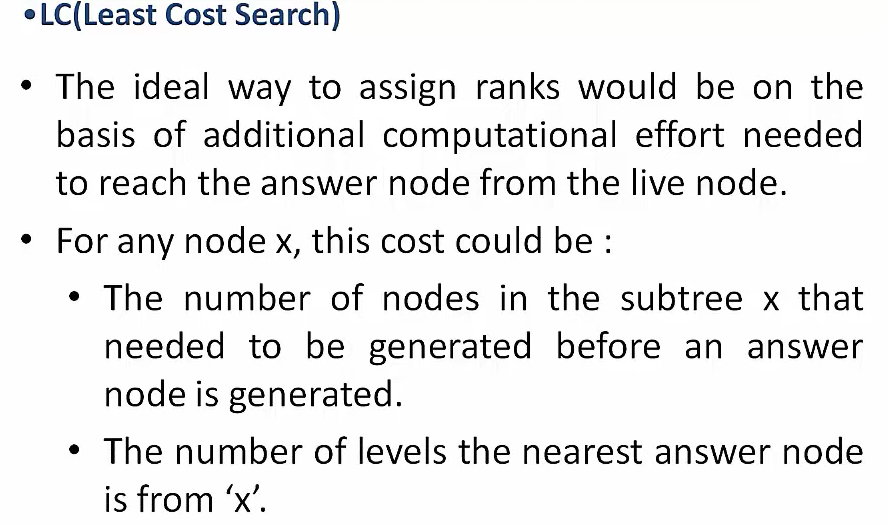 •LC(Least Cost Search)
• The ideal way to assign ranks would be on the
basis of additional computational effort needed
to reach the answer node from the live node.
• For any node x, this cost could be :
• The number of nodes in the subtree x that
needed to be generated before an answer
node is generated.
• The number of levels the nearest answer node
is from ‘x’.